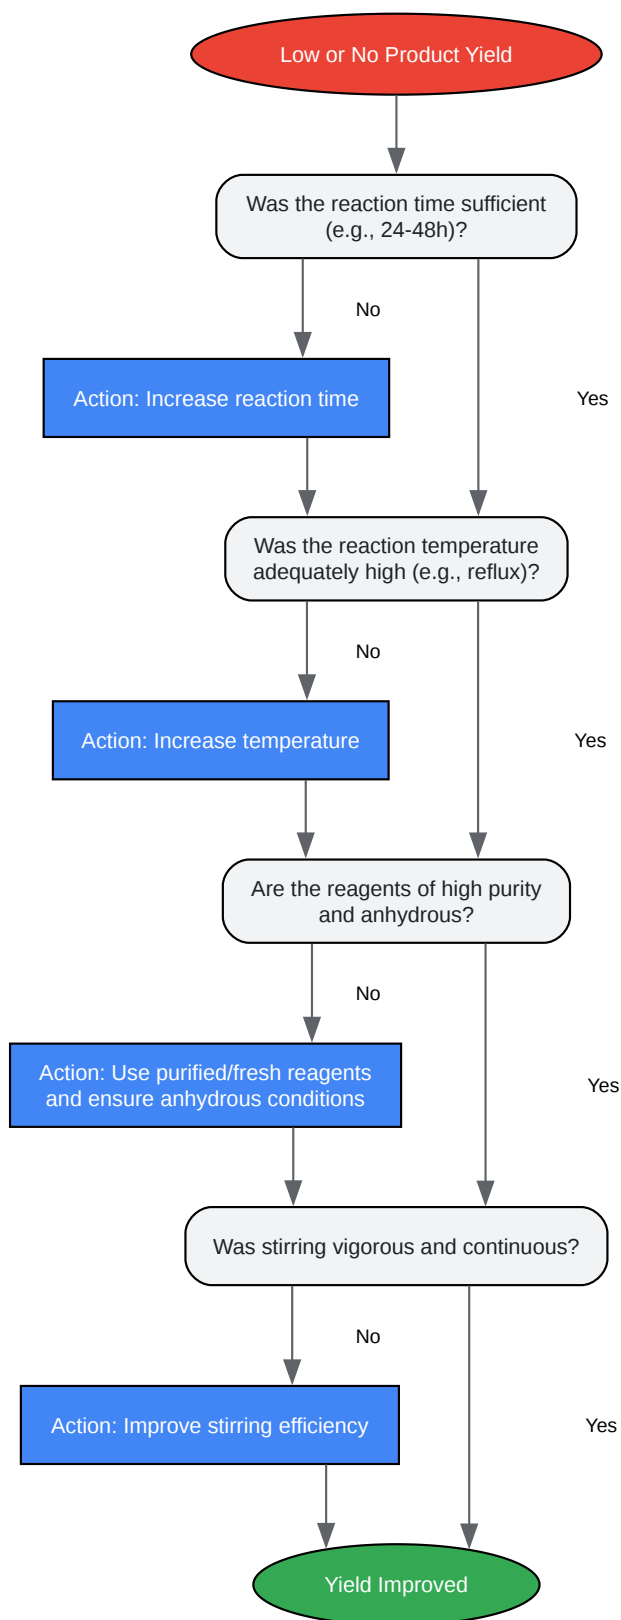 Low or No Product Yield
Was the reaction time sufficient
(e.g., 24-48h)?
No
Action: Increase reaction time
Yes
Was the reaction temperature
adequately high (e.g., reflux)?
No
Action: Increase temperature
Yes
Are the reagents of high purity
and anhydrous?
No
Action: Use purified/fresh reagents
and ensure anhydrous conditions
Yes
Was stirring vigorous and continuous?
No
Action: Improve stirring efficiency
Yes
Yield Improved